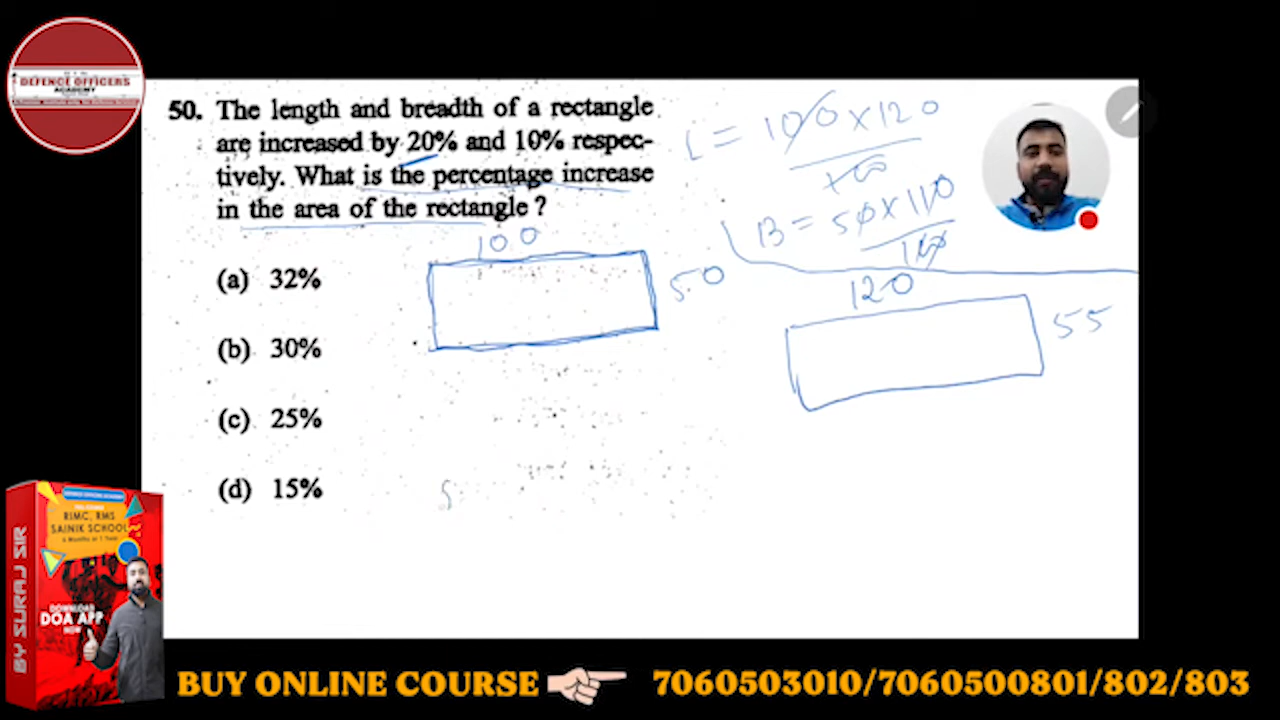 DEFENCE OFFICERS
ACADEMY
50. The length and breadth of a rectangle
are increased by 20% and 10% respec-
tively. What is the percentage increase
in the area of the rectangle ?
(a) 32%
(b) 30%
(c) 25%
(d) 15%
L = 100 x 120
100
B = 50 x 110
100
100
50
120
55
RIMC, RMS
SAINIK SCHOOL
DOWNLOAD
DOA APP
NOW
BY SURAJ SIR
BUY ONLINE COURSE 7060503010/7060500801/802/803